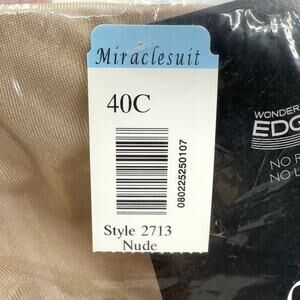 Miraclesuit
40C
080225250107
Style 2713
Nude
WONDER
EDG
NO
NO L